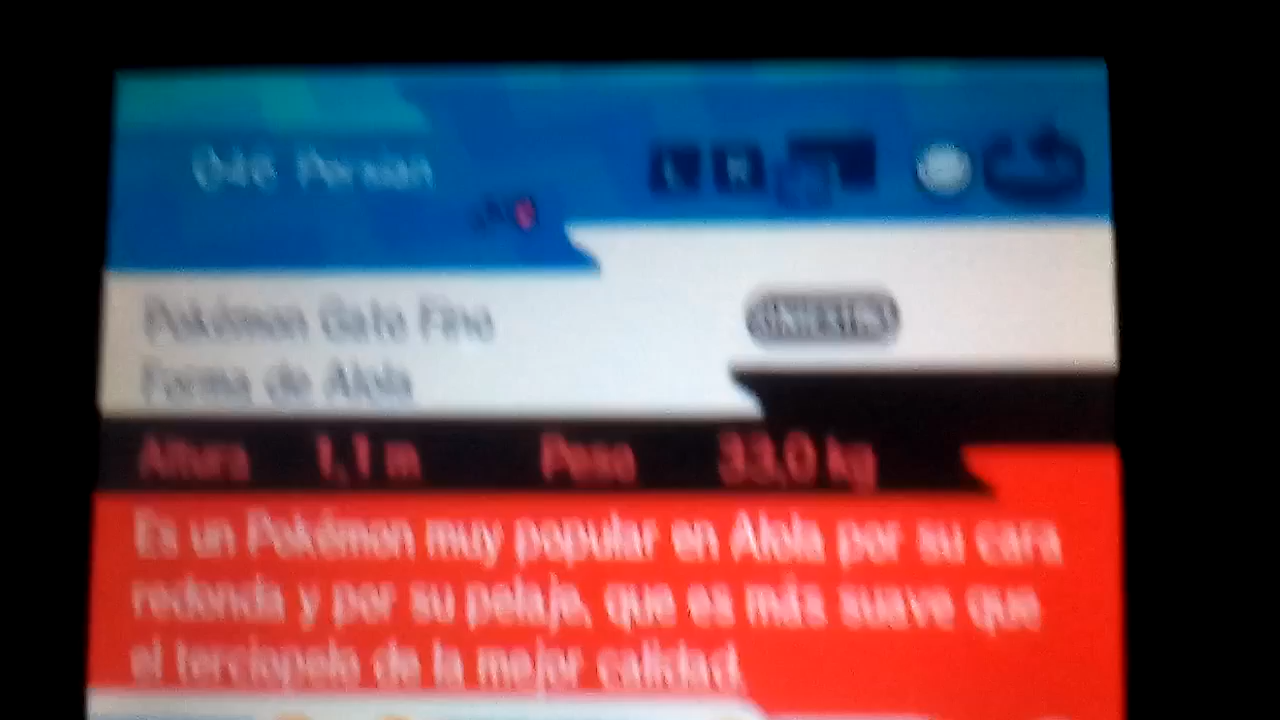 046 Persian
L R
Pokémon Gato Fino
SINIESTRO
Forma de Alola
Altura 1,1 m Peso 33,0 kg
Es un Pokémon muy popular en Alola por su cara
redonda y por su pelaje, que es más suave que
el terciopelo de la mejor calidad.